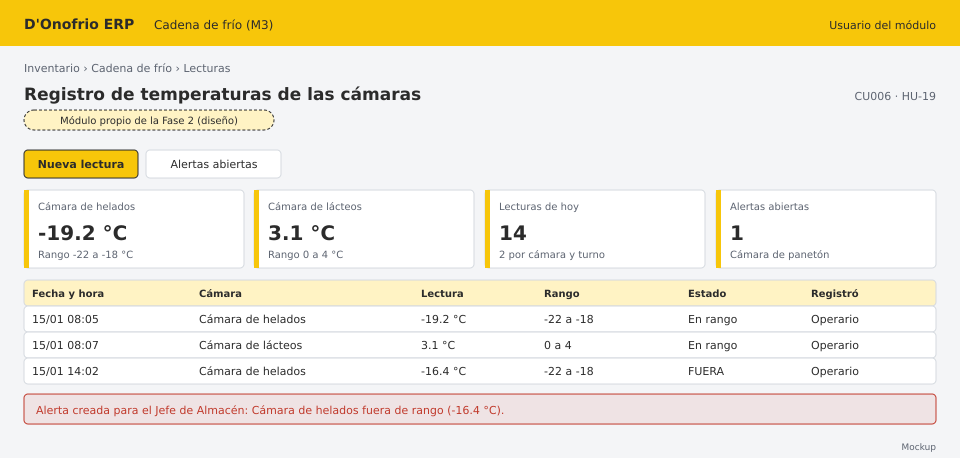 D'Onofrio ERP Cadena de frío (M3) Usuario del módulo
Inventario › Cadena de frío › Lecturas
Registro de temperaturas de las cámaras CU006 · HU-19
Módulo propio de la Fase 2 (diseño)
Nueva lectura Alertas abiertas
Cámara de helados Cámara de lácteos Lecturas de hoy Alertas abiertas
-19.2 °C 3.1 °C 14 1
Rango -22 a -18 °C Rango 0 a 4 °C 2 por cámara y turno Cámara de panetón
Fecha y hora Cámara Lectura Rango Estado Registró
15/01 08:05 Cámara de helados -19.2 °C -22 a -18 En rango Operario
15/01 08:07 Cámara de lácteos 3.1 °C 0 a 4 En rango Operario
15/01 14:02 Cámara de helados -16.4 °C -22 a -18 FUERA Operario
Alerta creada para el Jefe de Almacén: Cámara de helados fuera de rango (-16.4 °C).
Mockup